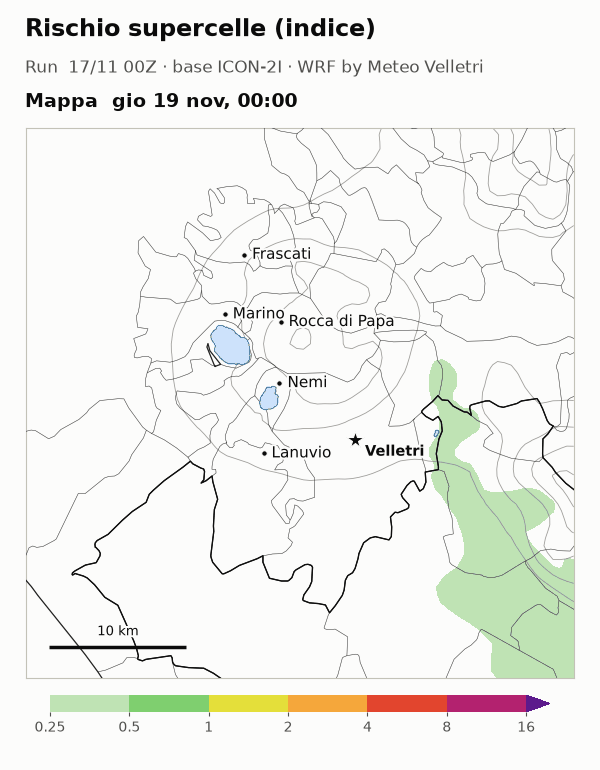 Rischio supercelle (indice)
Run  17/11 00Z · base ICON-2I · WRF by Meteo Velletri
Mappa  gio 19 nov, 00:00
Frascati
Marino
Rocca di Papa
Nemi
Velletri
Lanuvio
10 km
0.25 0.5 1 2 4 8 16